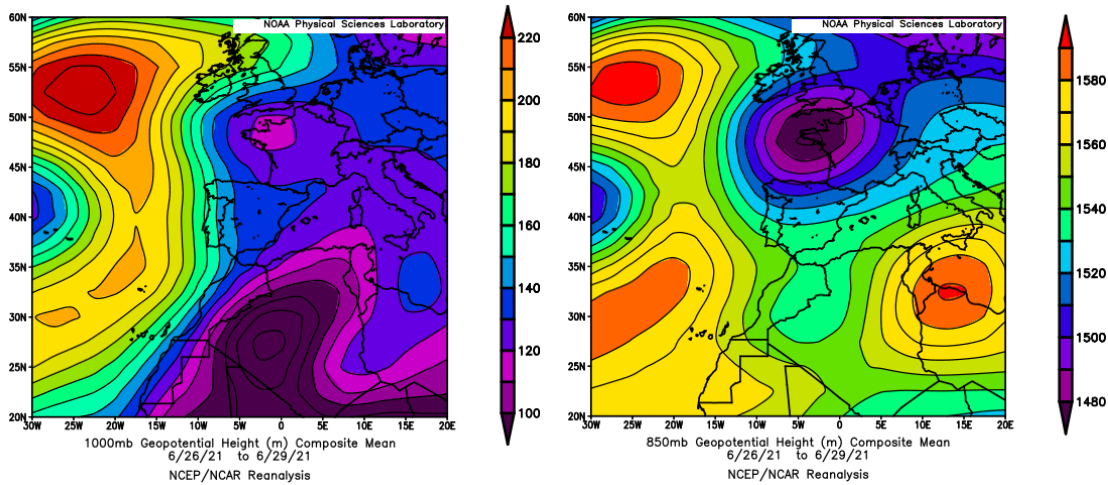 NOAA Physical Sciences Laboratory
60N
55N
50N
45N
40N
35N
30N
25N
20N
30W 25W 20W 15W 10W 5W 0 5E 10E 15E 20E
220
200
180
160
140
120
100
1000mb Geopotential Height (m) Composite Mean
6/26/21 to 6/29/21
NCEP/NCAR Reanalysis
NOAA Physical Sciences Laboratory
60N
55N
50N
45N
40N
35N
30N
25N
20N
30W 25W 20W 15W 10W 5W 0 5E 10E 15E 20E
1580
1560
1540
1520
1500
1480
850mb Geopotential Height (m) Composite Mean
6/26/21 to 6/29/21
NCEP/NCAR Reanalysis